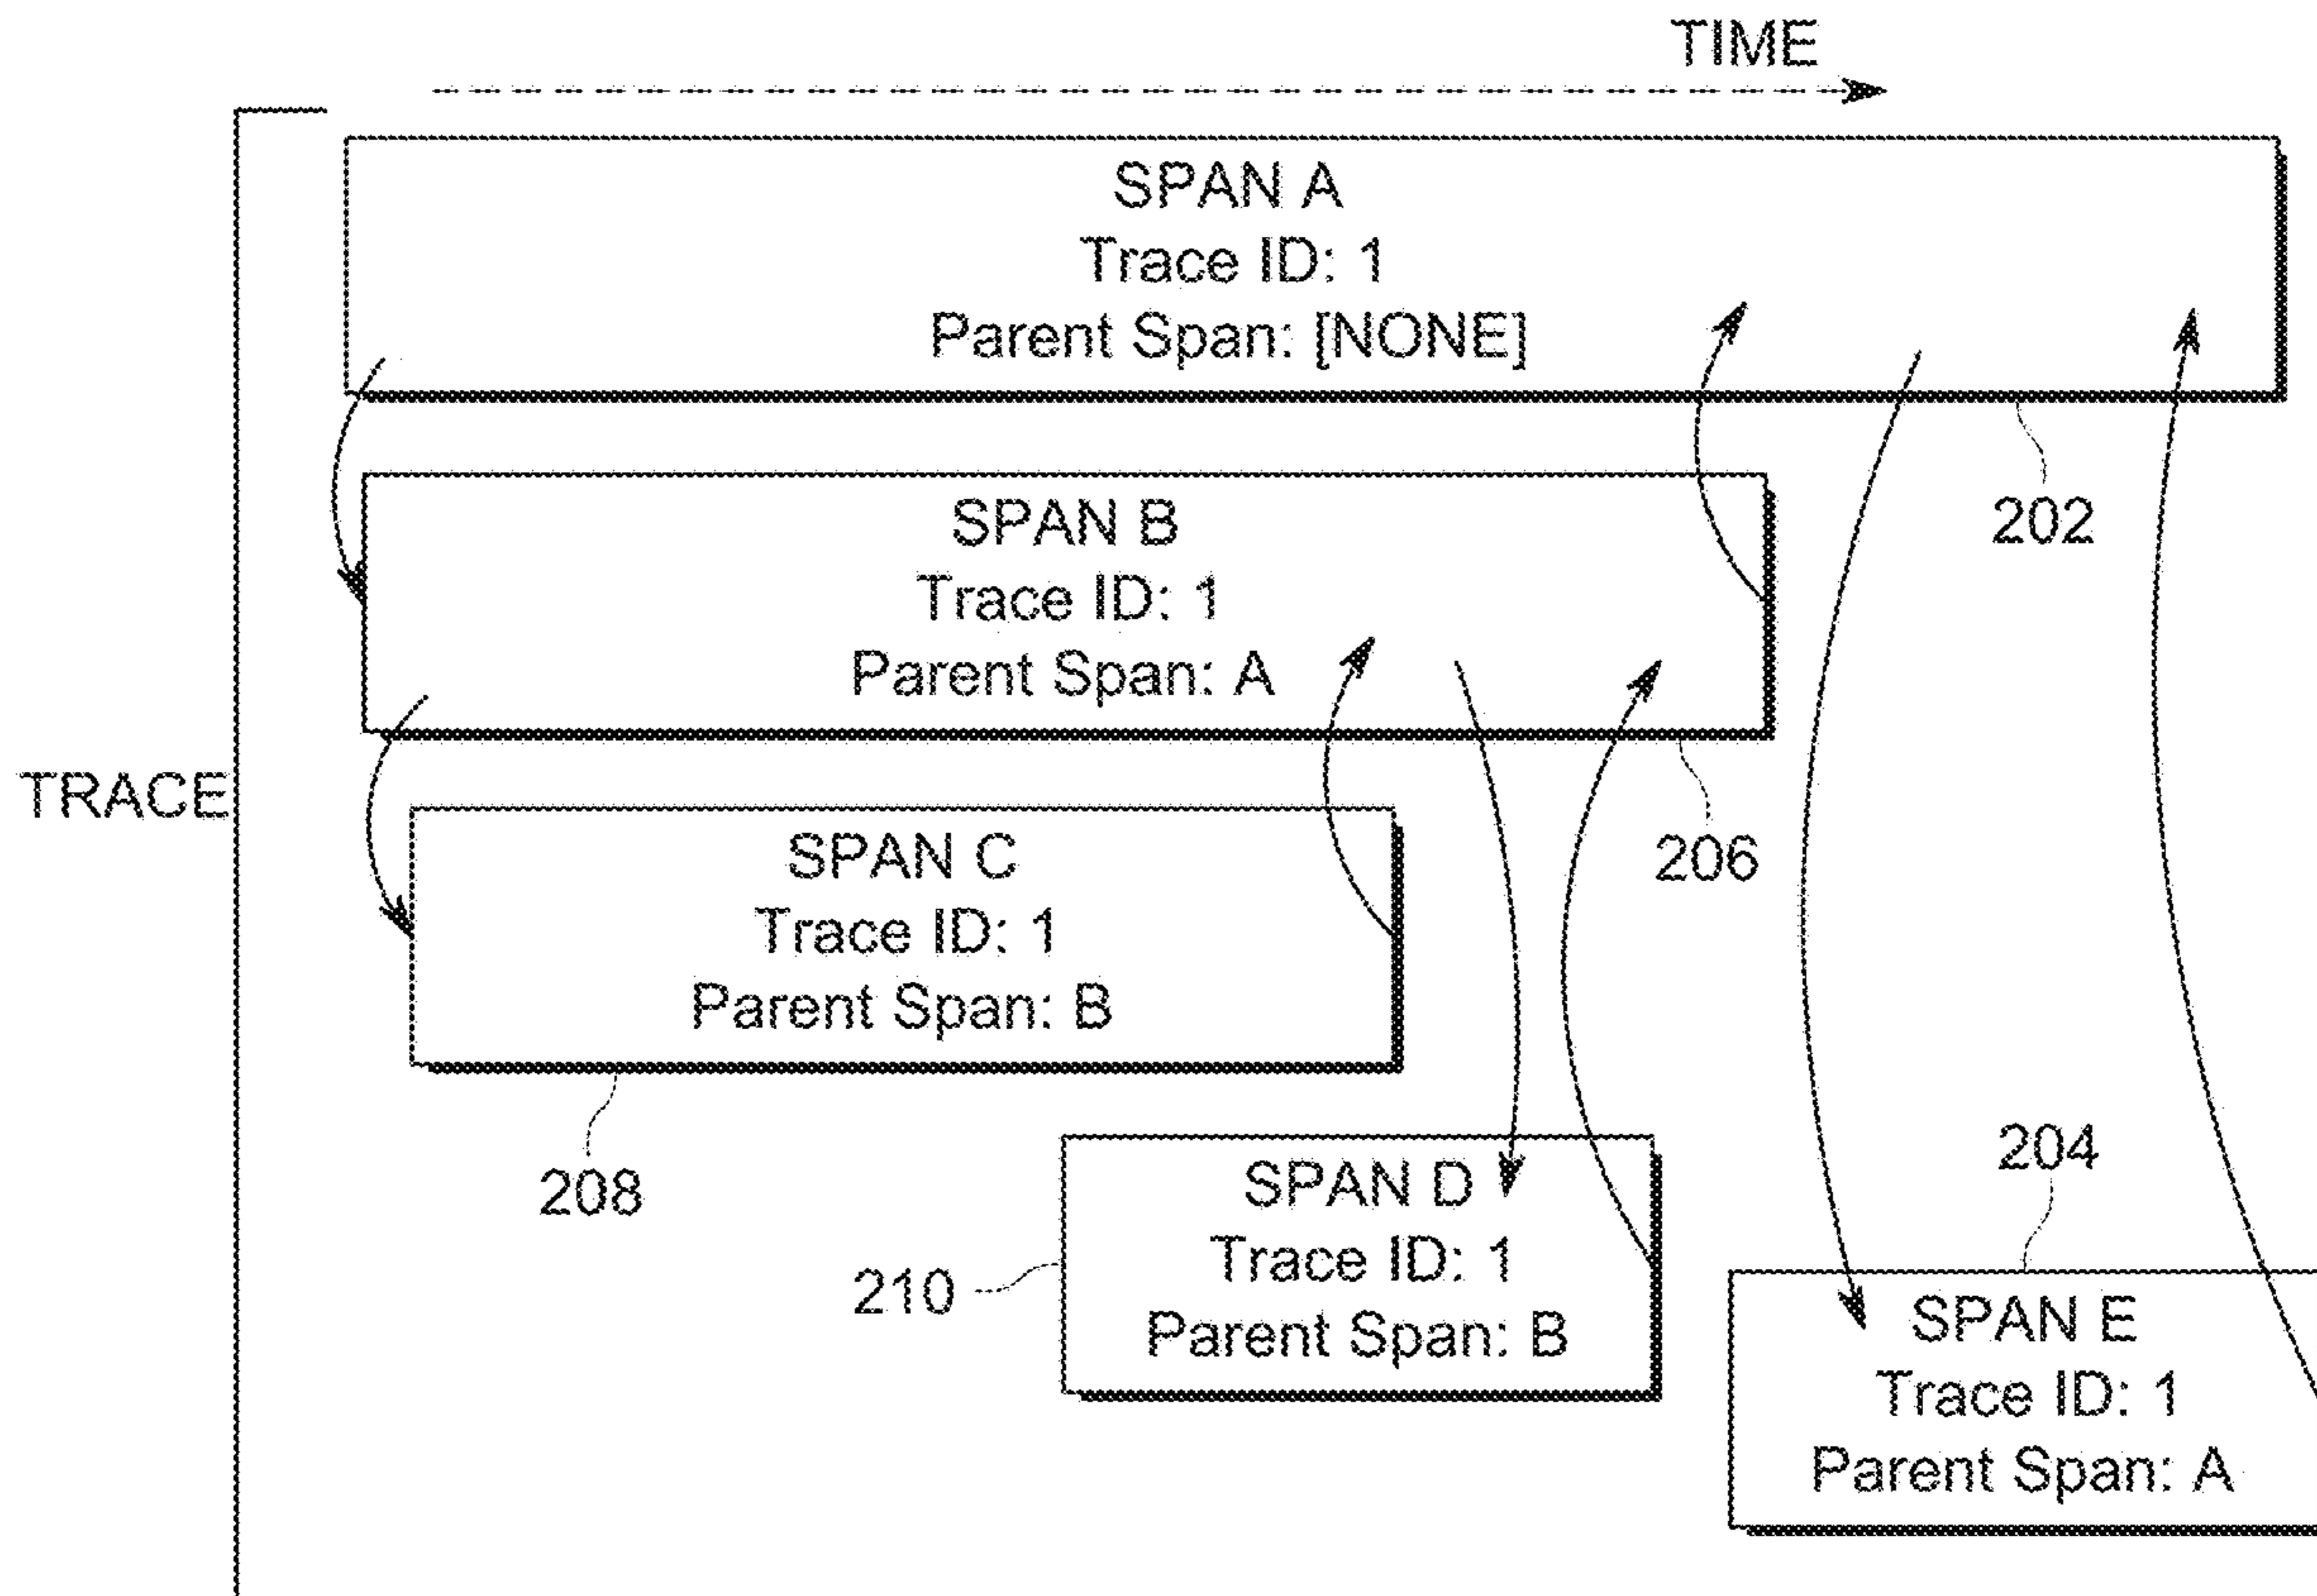 TIME
SPAN A
Trace ID: 1
Parent Span: [NONE]
202
SPAN B
Trace ID: 1
Parent Span: A
206
TRACE
SPAN C
Trace ID: 1
Parent Span: B
208
SPAN D
Trace ID: 1
Parent Span: B
210
204
SPAN E
Trace ID: 1
Parent Span: A